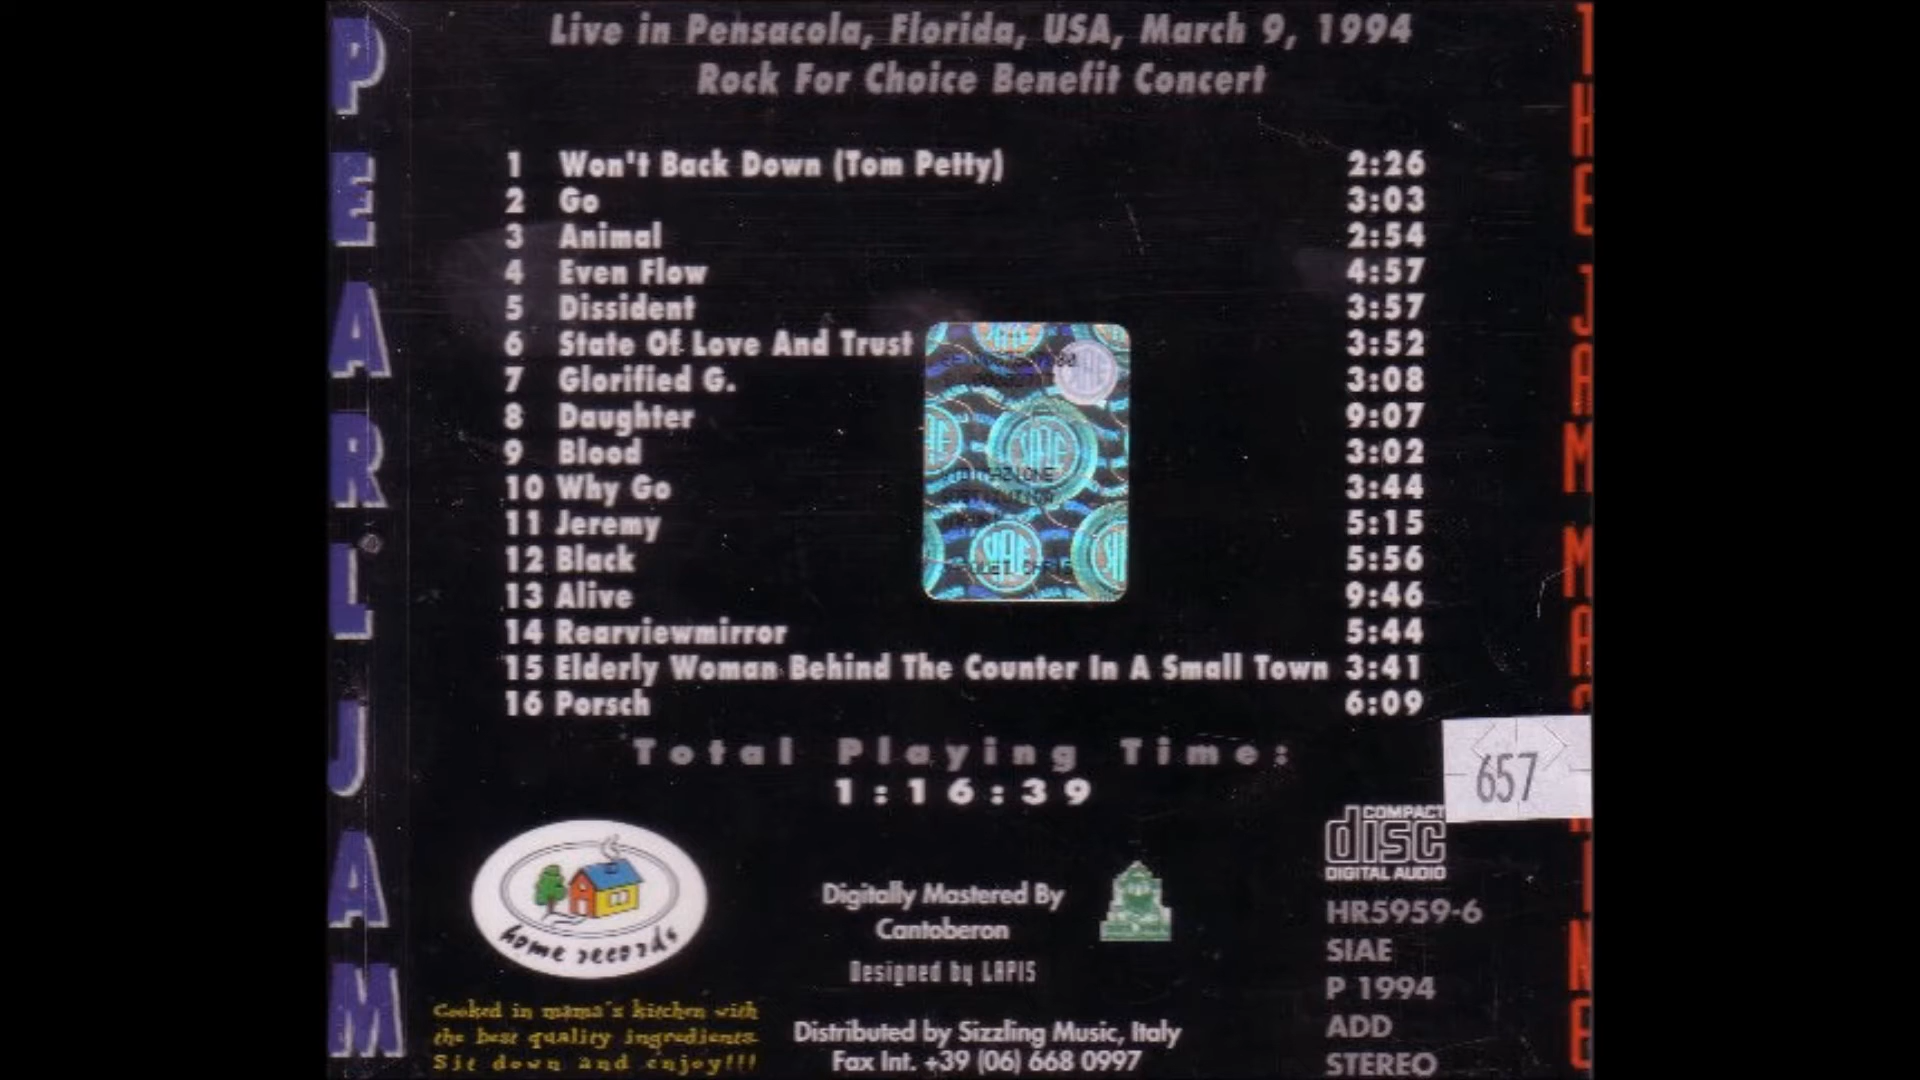 PEARL JAM
Live in Pensacola, Florida, USA, March 9, 1994
Rock For Choice Benefit Concert
1 Won't Back Down (Tom Petty) 2:26
2 Go 3:03
3 Animal 2:54
4 Even Flow 4:57
5 Dissident 3:57
6 State Of Love And Trust 3:52
7 Glorified G. 3:08
8 Daughter 9:07
9 Blood 3:02
10 Why Go 3:44
11 Jeremy 5:15
12 Black 5:56
13 Alive 9:46
14 Rearviewmirror 5:44
15 Elderly Woman Behind The Counter In A Small Town 3:41
16 Porsch 6:09
Total Playing Time:
1:16:39
SIAE
657
COMPACT
disc
DIGITAL AUDIO
home records
Digitally Mastered By
Cantoberon
Designed by LAPIS
Cooked in mama's kitchen with
the best quality ingredients.
Sit down and enjoy!!!
Distributed by Sizzling Music, Italy
Fax Int. +39 (06) 668 0997
HR5959-6
SIAE
P 1994
ADD
STEREO
THE JAM